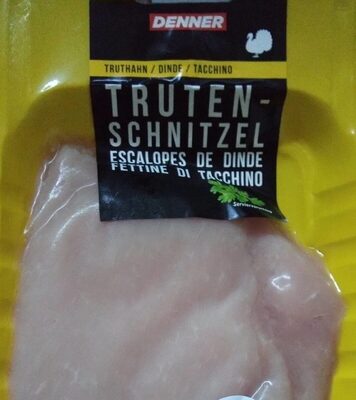 DENNER
TRUTHAHN / DINDE / TACCHINO
TRUTEN-
SCHNITZEL
ESCALOPES DE DINDE
FETTINE DI TACCHINO